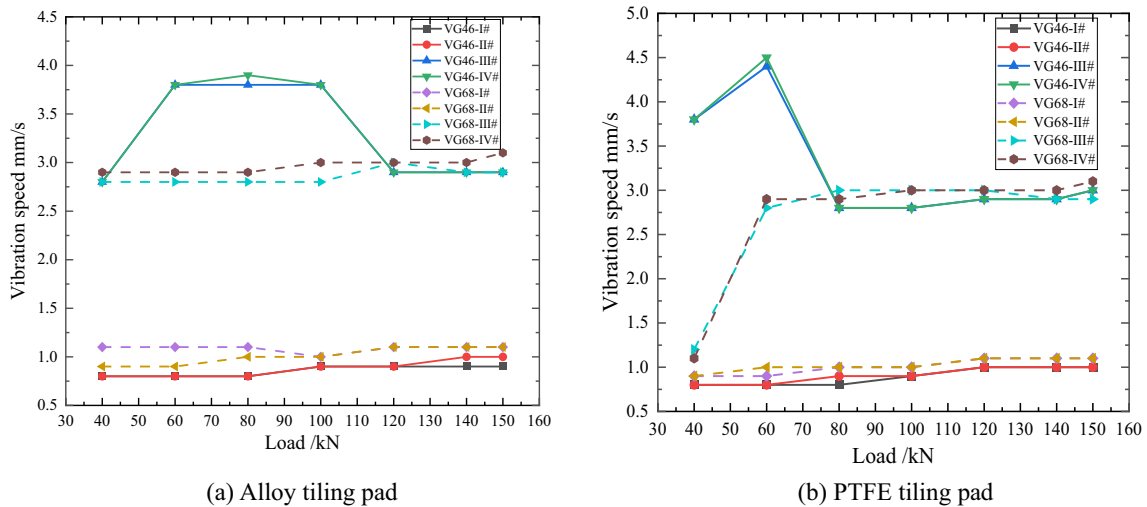 4.5
4.0
3.5
3.0
2.5
2.0
1.5
1.0
0.5
Vibration speed mm/s
VG46-I#
VG46-II#
VG46-III#
VG46-IV#
VG68-I#
VG68-II#
VG68-III#
VG68-IV#
30 40 50 60 70 80 90 100 110 120 130 140 150 160
Load /kN
(a) Alloy tiling pad
5.0
4.5
4.0
3.5
3.0
2.5
2.0
1.5
1.0
0.5
Vibration speed mm/s
VG46-I#
VG46-II#
VG46-III#
VG46-IV#
VG68-I#
VG68-II#
VG68-III#
VG68-IV#
30 40 50 60 70 80 90 100 110 120 130 140 150 160
Load /kN
(b) PTFE tiling pad